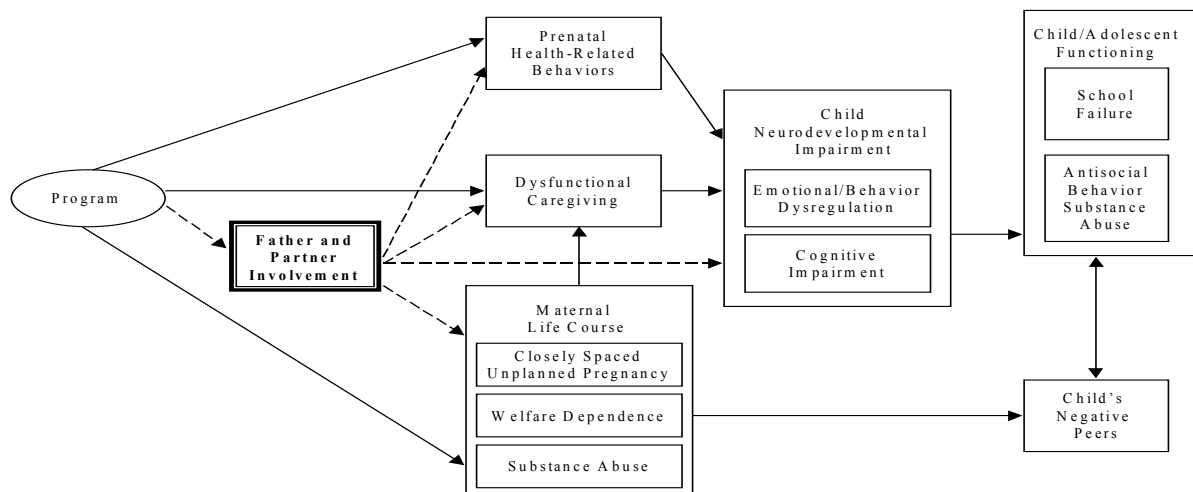 Prenatal
Health-Related
Behaviors
Child/Adolescent
Functioning
School
Failure
Antisocial
Behavior
Substance
Abuse
Child
Neurodevelopmental
Impairment
Emotional/Behavior
Dysregulation
Cognitive
Impairment
Program
Dysfunctional
Caregiving
Father and
Partner
Involvement
Maternal
Life Course
Closely Spaced
Unplanned Pregnancy
Welfare Dependence
Substance Abuse
Child’s
Negative
Peers